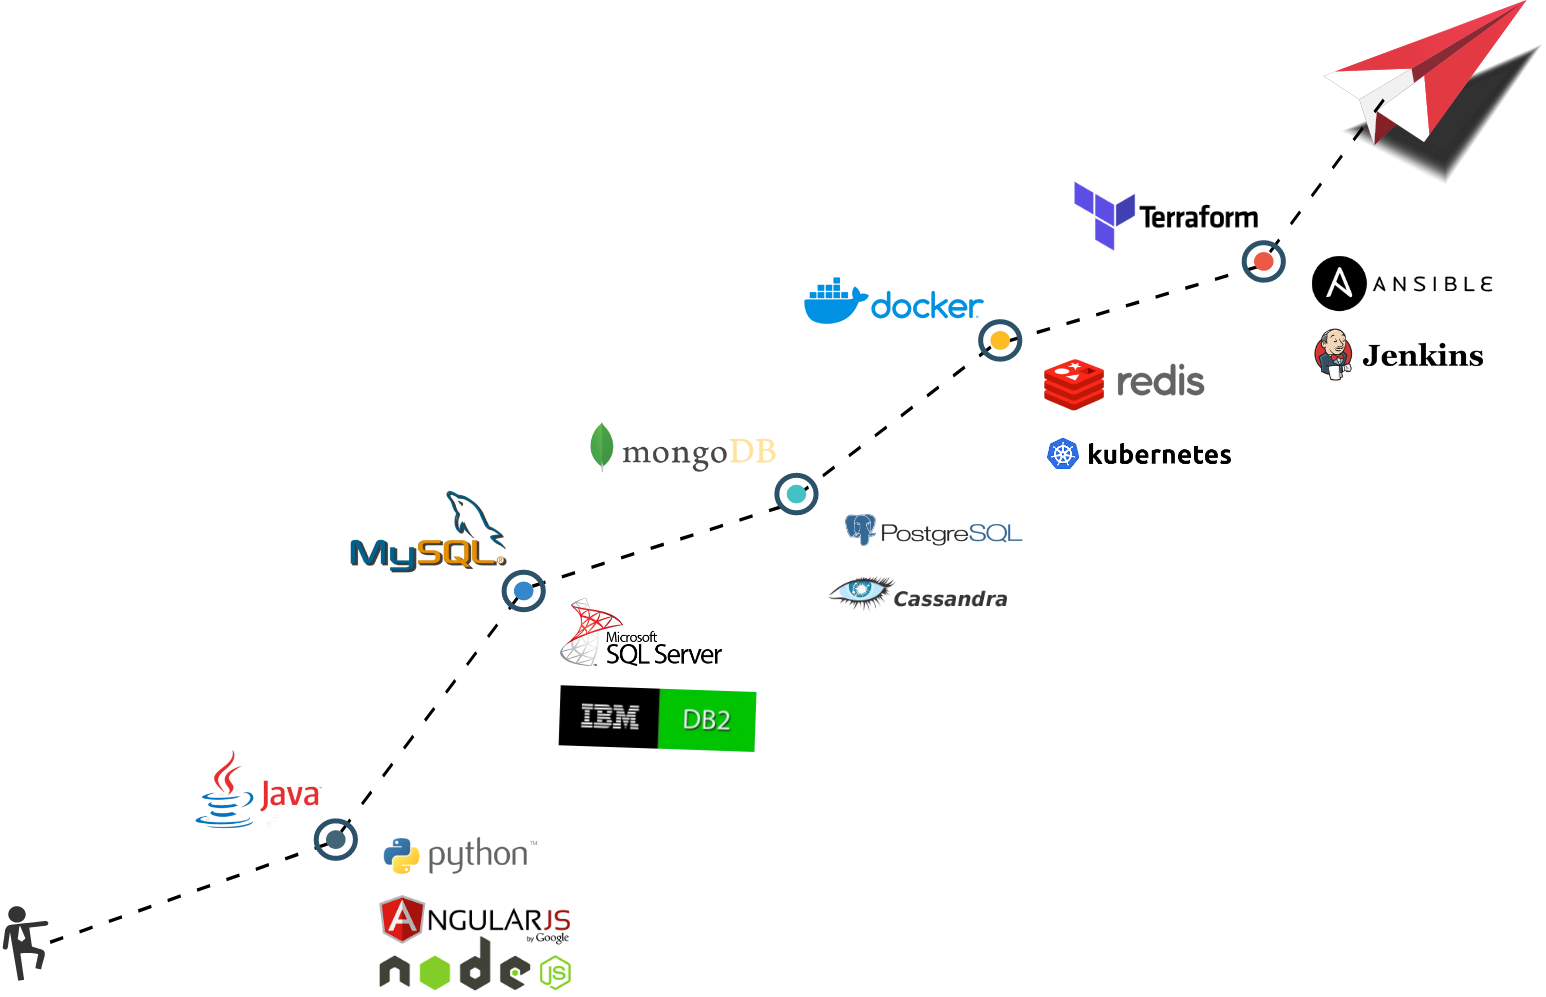 Terraform
ANSIBLE
docker
Jenkins
redis
mongoDB
kubernetes
MySQL®
PostgreSQL
Cassandra
Microsoft
SQL Server
IBM DB2
Java
python™
ANGULARJS
by Google
node
JS